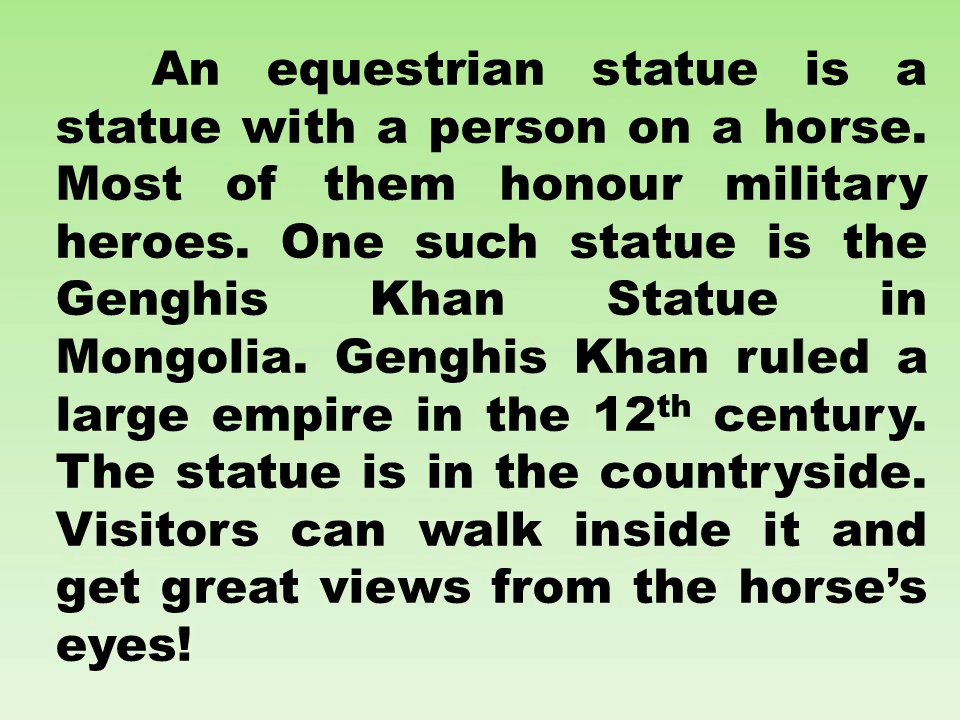 An equestrian statue is a
statue with a person on a horse.
Most of them honour military
heroes. One such statue is the
Genghis Khan Statue in
Mongolia. Genghis Khan ruled a
large empire in the 12th century.
The statue is in the countryside.
Visitors can walk inside it and
get great views from the horse’s
eyes!